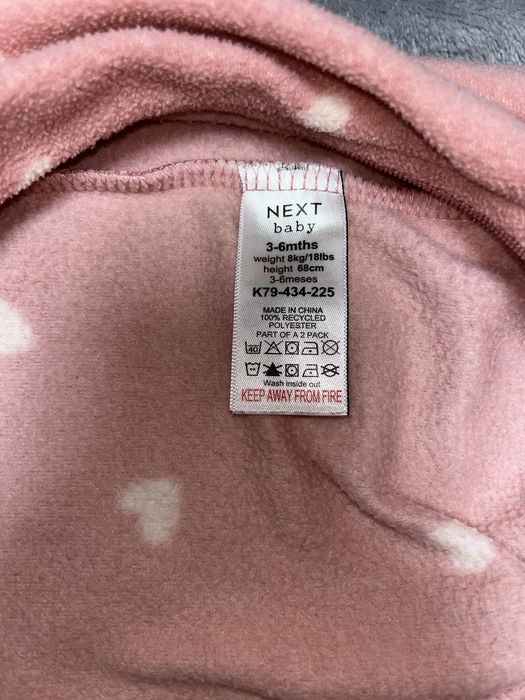 NEXT
baby
3-6mths
weight 8kg/18lbs
height 68cm
3-6meses
K79-434-225
MADE IN CHINA
100% RECYCLED
POLYESTER
PART OF A 2 PACK
40
Wash inside out
KEEP AWAY FROM FIRE